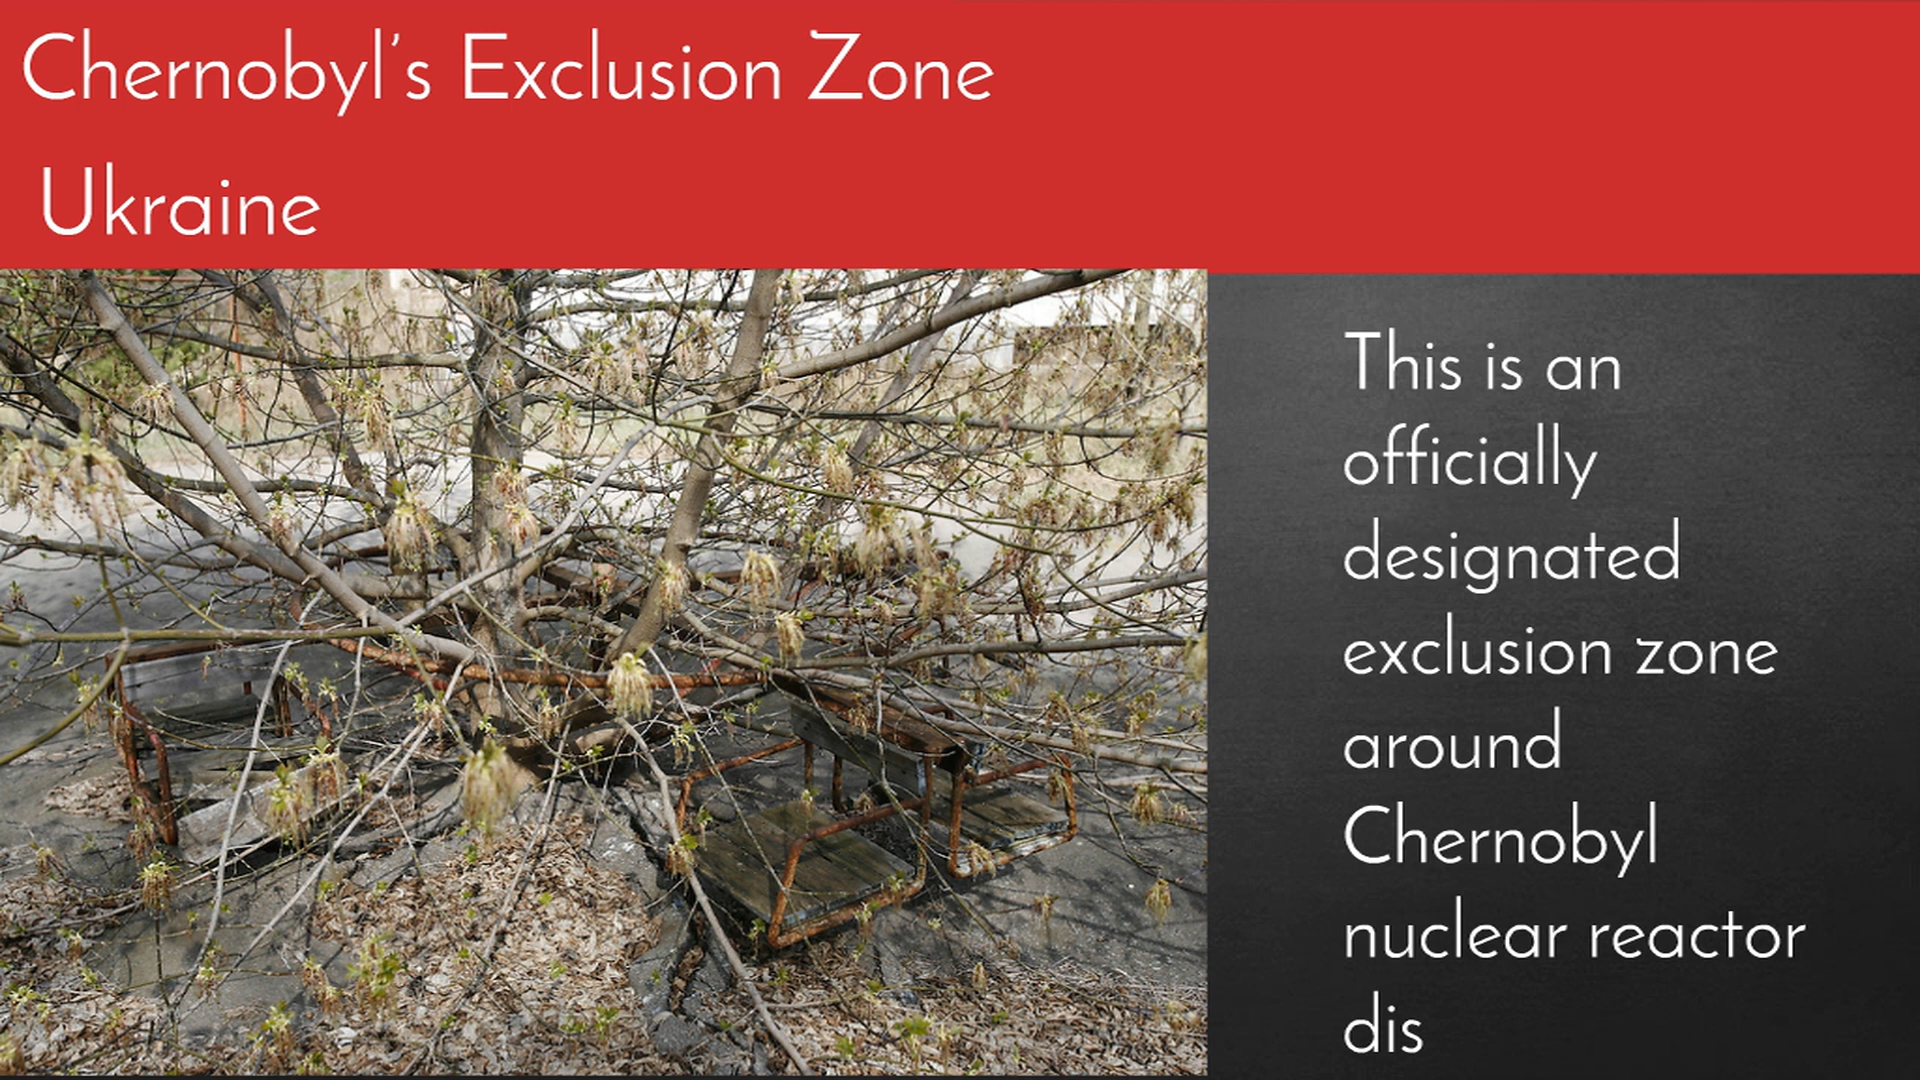 Chernobyl's Exclusion Zone
Ukraine
This is an
officially
designated
exclusion zone
around
Chernobyl
nuclear reactor
dis